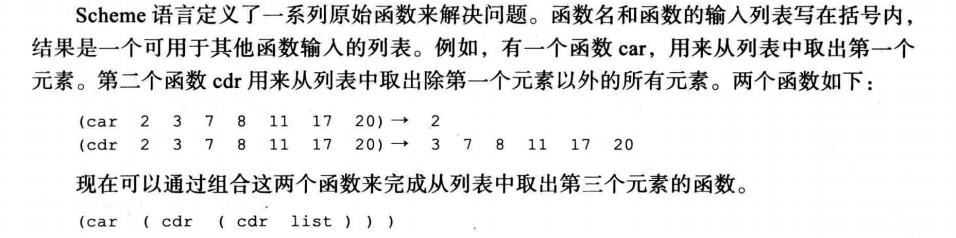 Scheme 语言定义了一系列原始函数来解决问题。函数名和函数的输入列表写在括号内，
结果是一个可用于其他函数输入的列表。例如，有一个函数 car，用来从列表中取出第一个
元素。第二个函数 cdr 用来从列表中取出除第一个元素以外的所有元素。两个函数如下：
(car 2 3 7 8 11 17 20) → 2
(cdr 2 3 7 8 11 17 20) → 3 7 8 11 17 20
现在可以通过组合这两个函数来完成从列表中取出第三个元素的函数。
(car ( cdr ( cdr list ) ) )